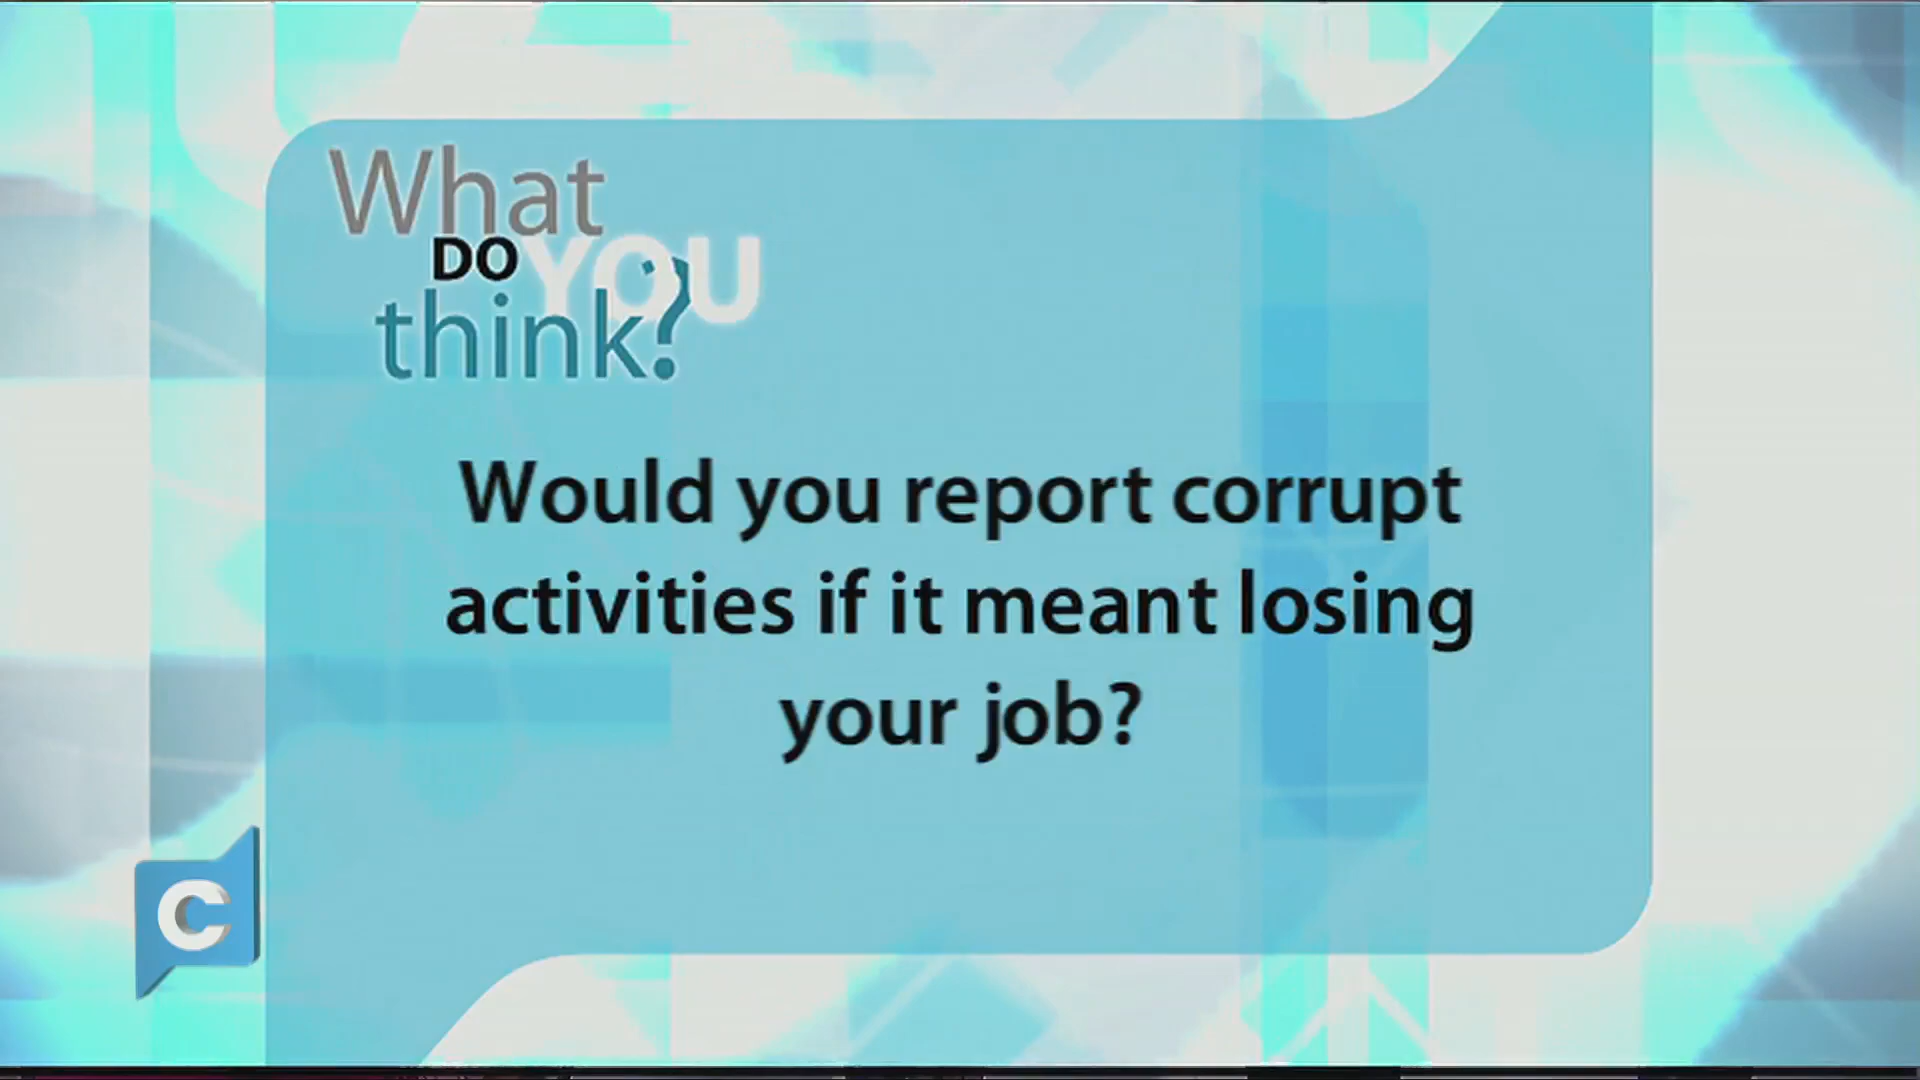 What
DO YOU
think?
Would you report corrupt
activities if it meant losing
your job?
C